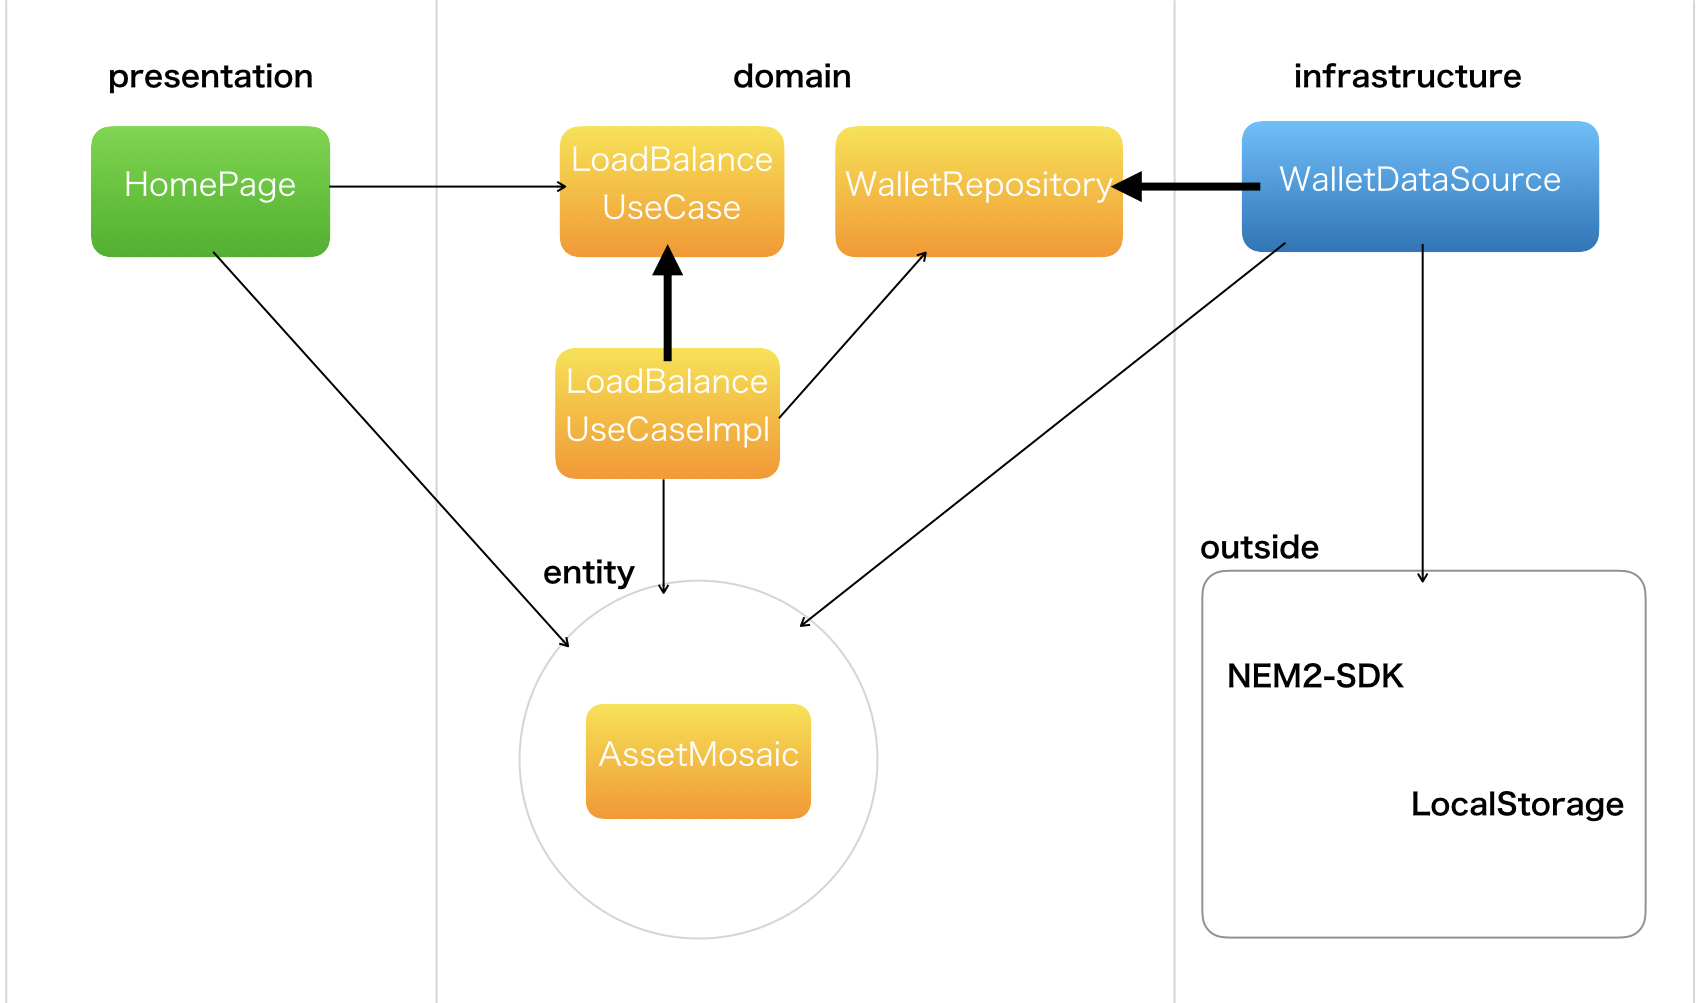 presentation
domain
infrastructure
HomePage
LoadBalance
UseCase
WalletRepository
WalletDataSource
LoadBalance
UseCaseImpl
entity
outside
NEM2-SDK
AssetMosaic
LocalStorage